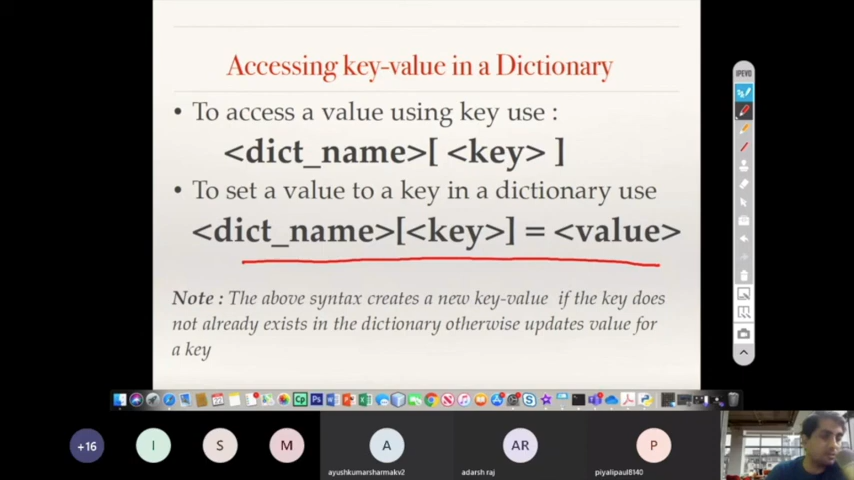 Accessing key-value in a Dictionary
• To access a value using key use :
<dict_name>[ <key> ]
• To set a value to a key in a dictionary use
<dict_name>[<key>] = <value>
Note : The above syntax creates a new key-value if the key does
not already exists in the dictionary otherwise updates value for
a key
IPEVO
+16
I
S
M
A
AR
P
ayushkumarsharmakv2
adarsh raj
piyalipaul8140